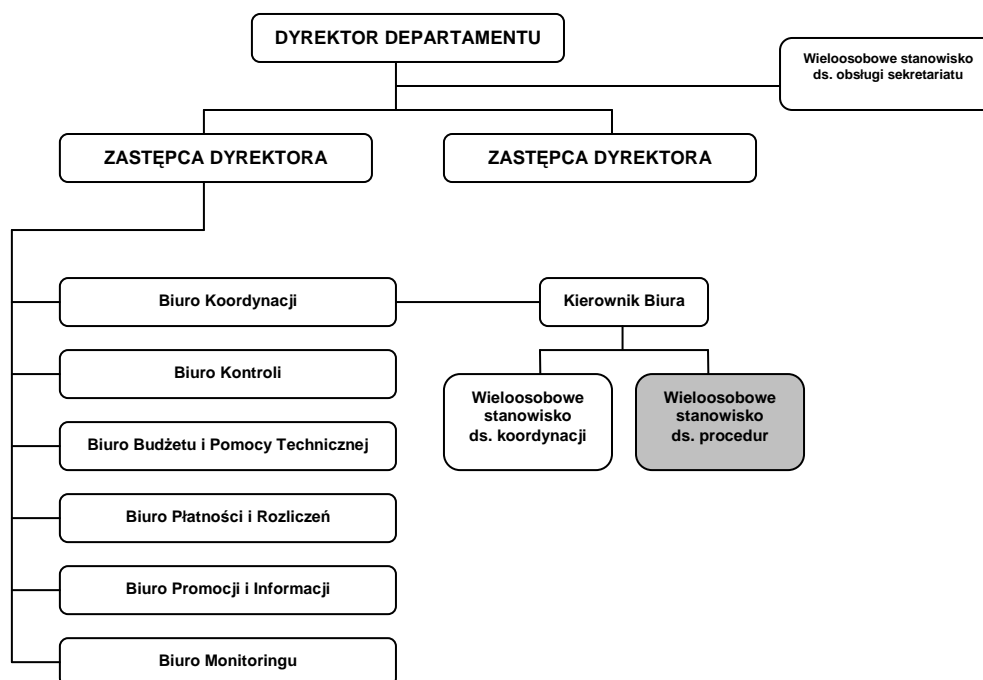 DYREKTOR DEPARTAMENTU
Wieloosobowe stanowisko
ds. obsługi sekretariatu
ZASTĘPCA DYREKTORA
ZASTĘPCA DYREKTORA
Biuro Koordynacji
Kierownik Biura
Biuro Kontroli
Wieloosobowe
stanowisko
ds. koordynacji
Wieloosobowe
stanowisko
ds. procedur
Biuro Budżetu i Pomocy Technicznej
Biuro Płatności i Rozliczeń
Biuro Promocji i Informacji
Biuro Monitoringu